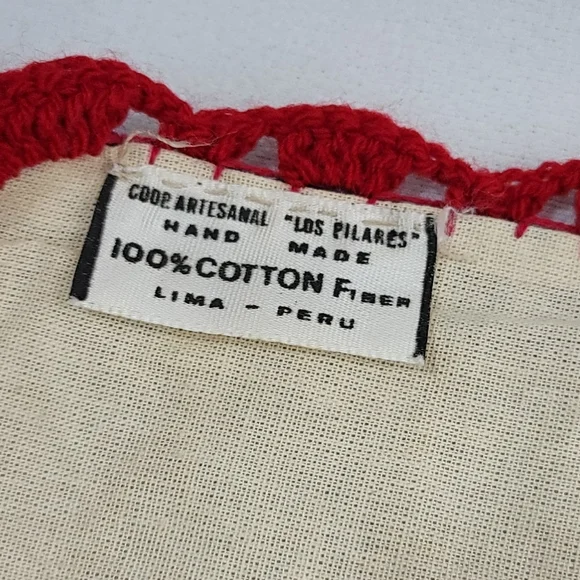 COOP. ARTESANAL "LOS PILARES"
HAND MADE
100% COTTON FIBER
LIMA - PERU